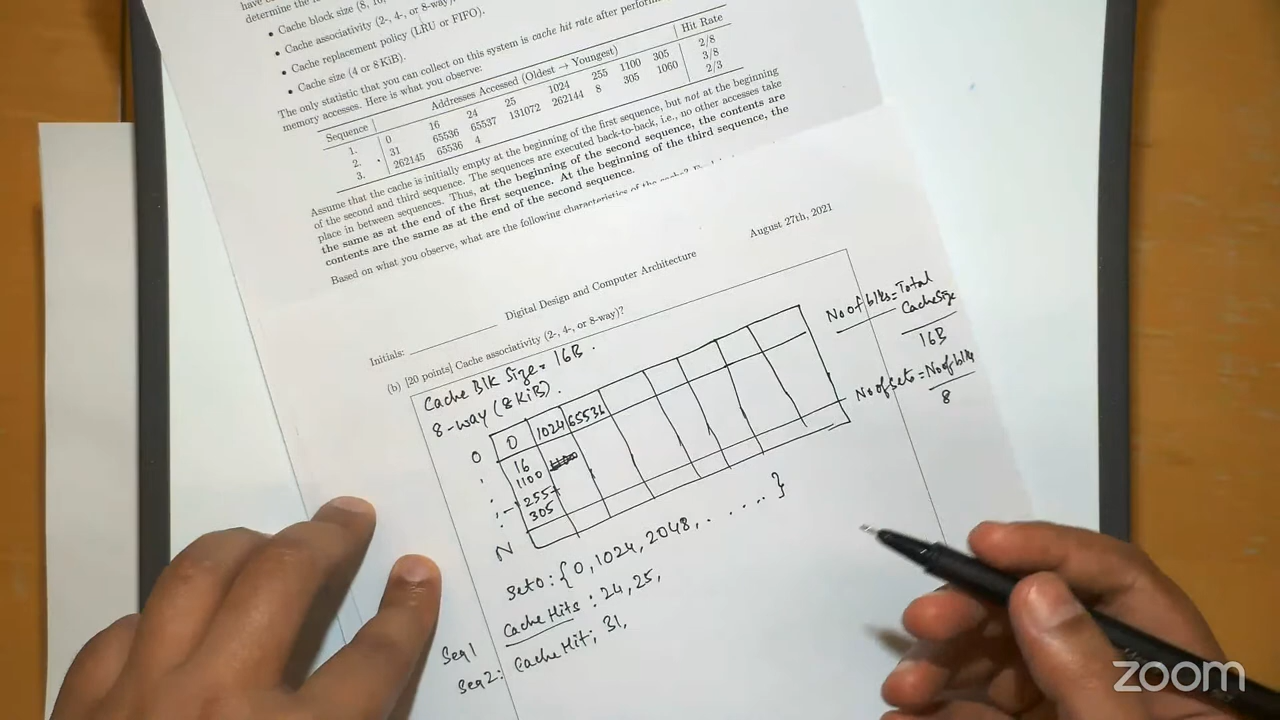 determine the
• Cache block size (8, 16,
• Cache associativity (2-, 4-, or 8-way).
• Cache replacement policy (LRU or FIFO).
• Cache size (4 or 8 KiB).
The only statistic that you can collect on this system is cache hit rate after perfor
memory accesses. Here is what you observe:
Sequence Addresses Accessed (Oldest → Youngest) Hit Rate
1. 0 16 24 25 1024 255 1100 305 2/8
2. 31 65536 65537 131072 262144 8 305 1060 3/8
3. 262145 65536 4 2/3
Assume that the cache is initially empty at the beginning of the first sequence, but not at the beginning
of the second and third sequence. The sequences are executed back-to-back, i.e., no other accesses take
place in between sequences. Thus, at the beginning of the second sequence, the contents are
the same as at the end of the first sequence. At the beginning of the third sequence, the
contents are the same as at the end of the second sequence.
Based on what you observe, what are the following characteristics of the cache?
Initials: Digital Design and Computer Architecture August 27th, 2021
(b) [20 points] Cache associativity (2-, 4-, or 8-way)?
Cache Blk Size = 16B.
8-way (8 KiB).
No of blks = Total Cache Size
16B
No of sets = No of blks
8
0 0 1024 65536
16
1100
255
305
N
Set 0: {0, 1024, 2048, . . . . . }
Seq 1 Cache Hits : 24, 25,
Seq 2: Cache Hit; 31,
zoom